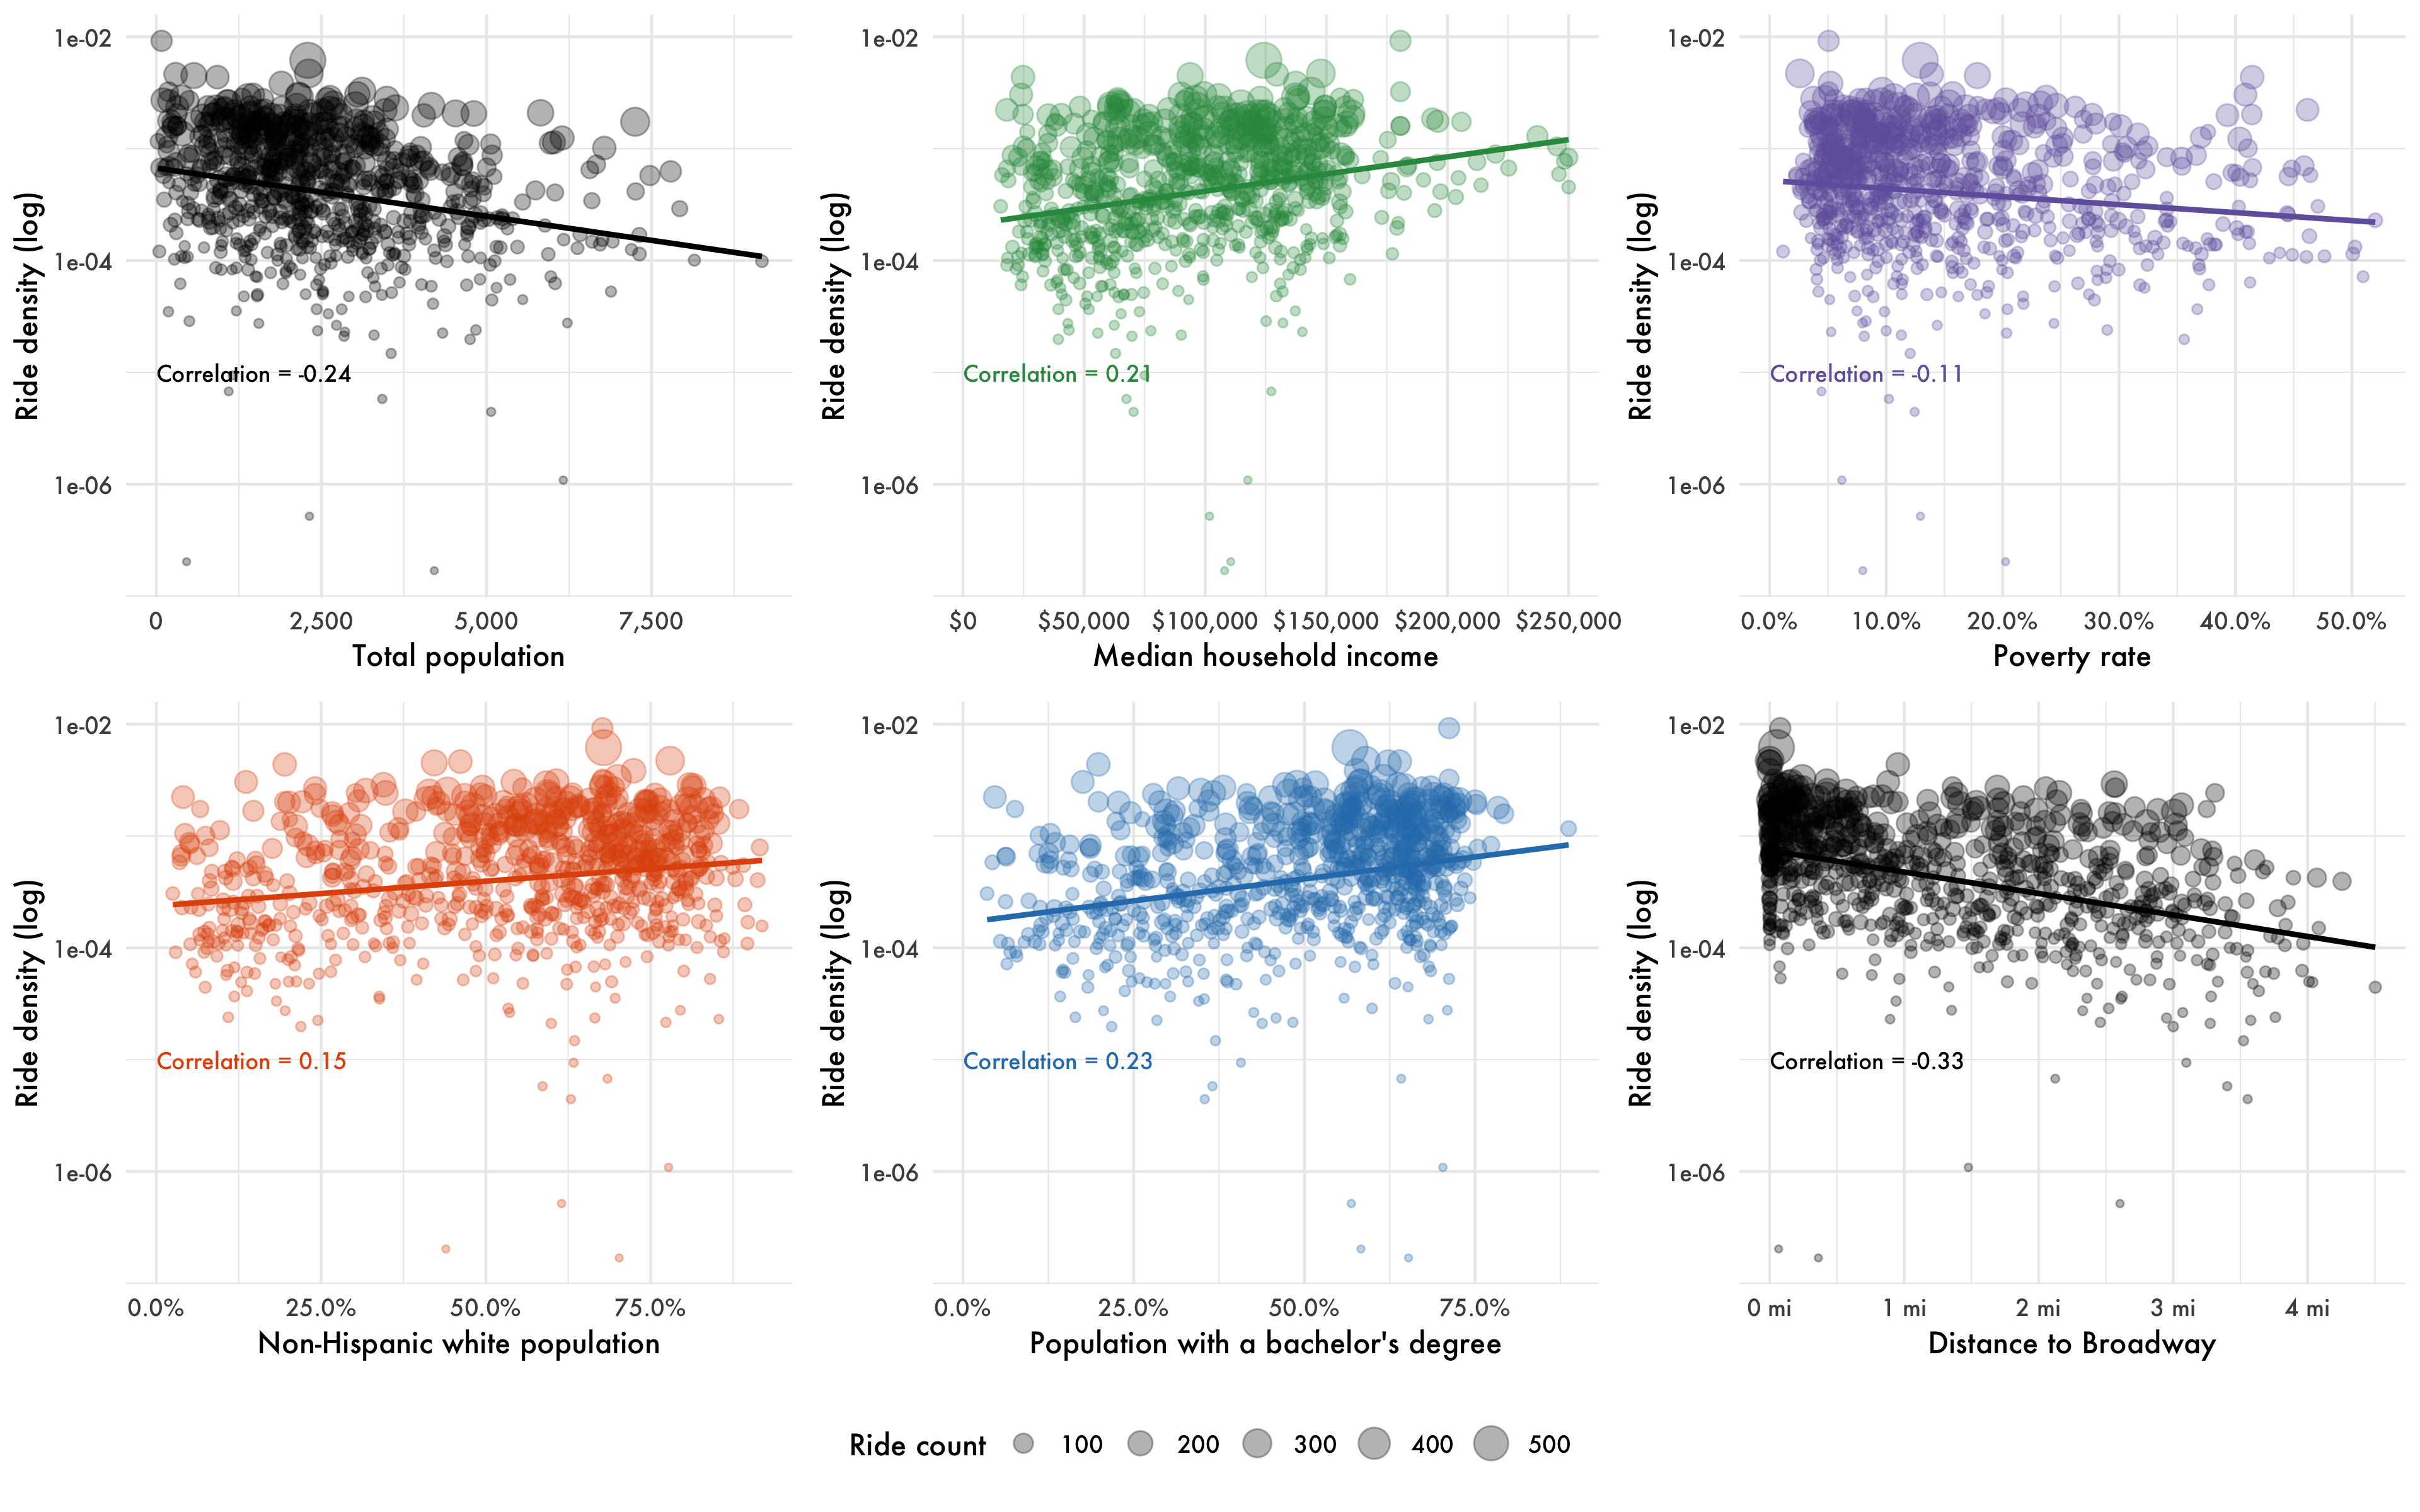 Ride density (log)
1e-02
1e-04
1e-06
Correlation = -0.24
0 2,500 5,000 7,500
Total population
Ride density (log)
1e-02
1e-04
1e-06
Correlation = 0.21
$0 $50,000 $100,000 $150,000 $200,000 $250,000
Median household income
Ride density (log)
1e-02
1e-04
1e-06
Correlation = -0.11
0.0% 10.0% 20.0% 30.0% 40.0% 50.0%
Poverty rate
Ride density (log)
1e-02
1e-04
1e-06
Correlation = 0.15
0.0% 25.0% 50.0% 75.0%
Non-Hispanic white population
Ride density (log)
1e-02
1e-04
1e-06
Correlation = 0.23
0.0% 25.0% 50.0% 75.0%
Population with a bachelor's degree
Ride density (log)
1e-02
1e-04
1e-06
Correlation = -0.33
0 mi 1 mi 2 mi 3 mi 4 mi
Distance to Broadway
Ride count 100 200 300 400 500